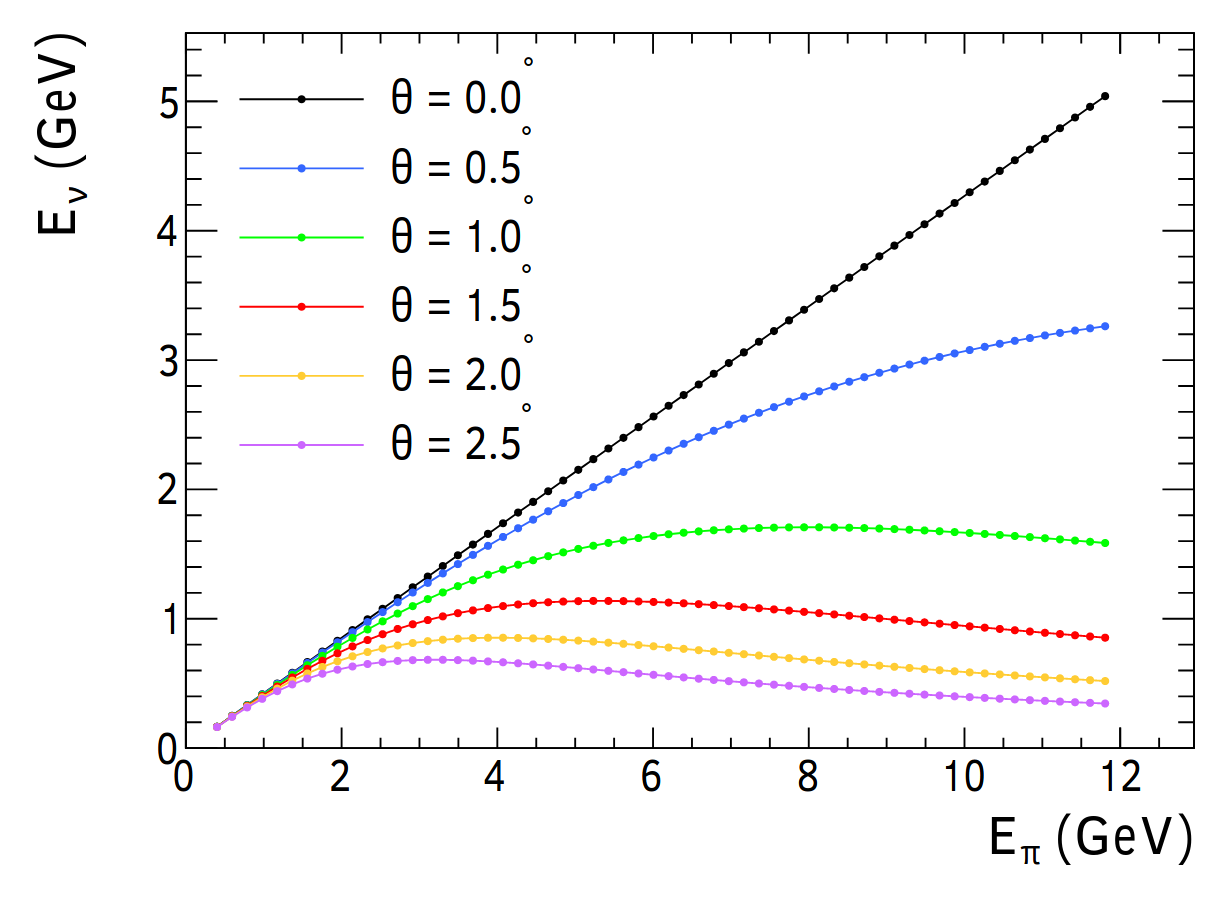 E_ν (GeV)
θ = 0.0°
θ = 0.5°
θ = 1.0°
θ = 1.5°
θ = 2.0°
θ = 2.5°
5
4
3
2
1
0
0 2 4 6 8 10 12
E_π (GeV)